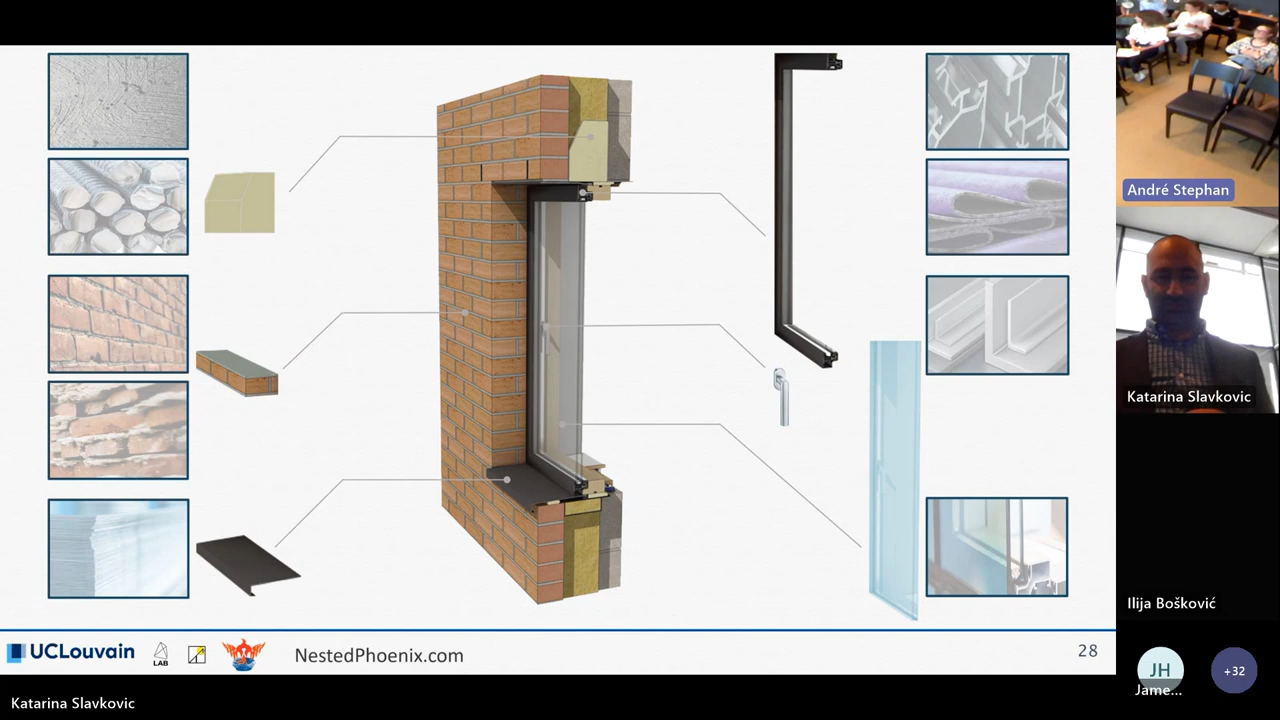 André Stephan
Katarina Slavkovic
Ilija Bošković
JH
Jame...
+32
UCLouvain
LAB
NestedPhoenix.com
28
Katarina Slavkovic